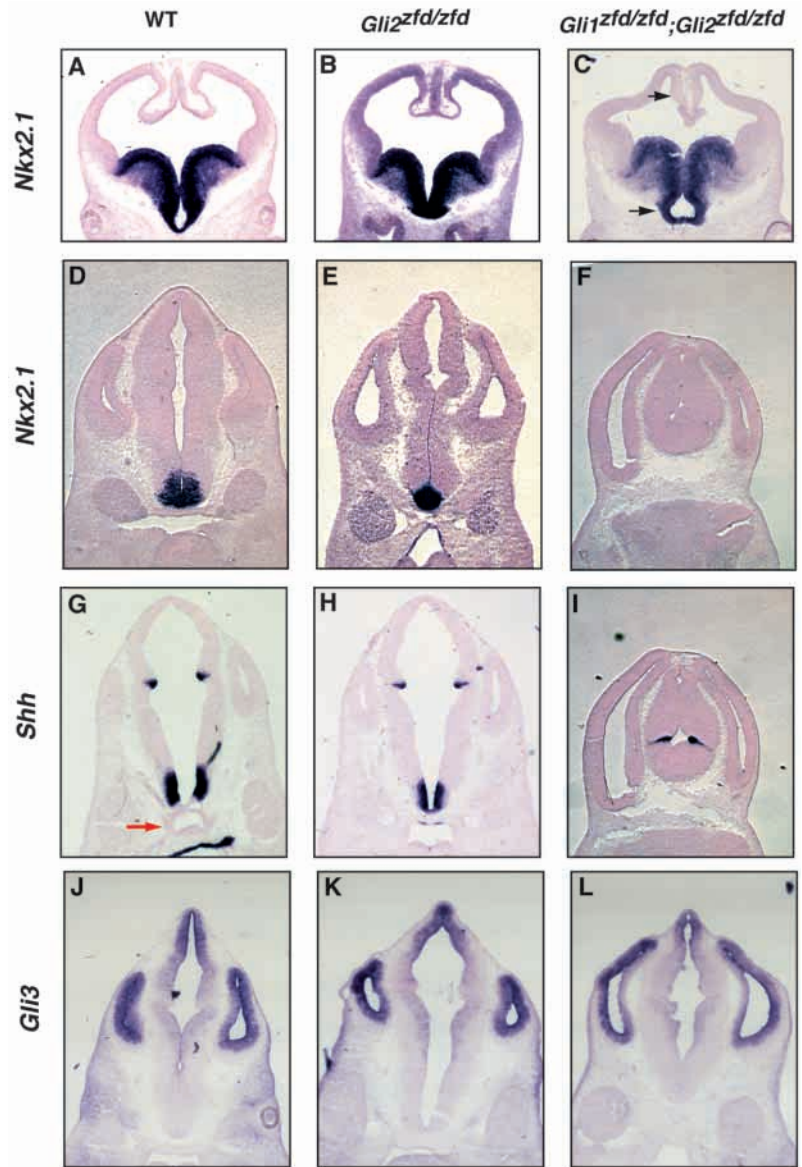 WT Gli2zfd/zfd Gli1zfd/zfd;Gli2zfd/zfd
Nkx2.1
A B C
Nkx2.1
D E F
Shh
G H I
Gli3
J K L